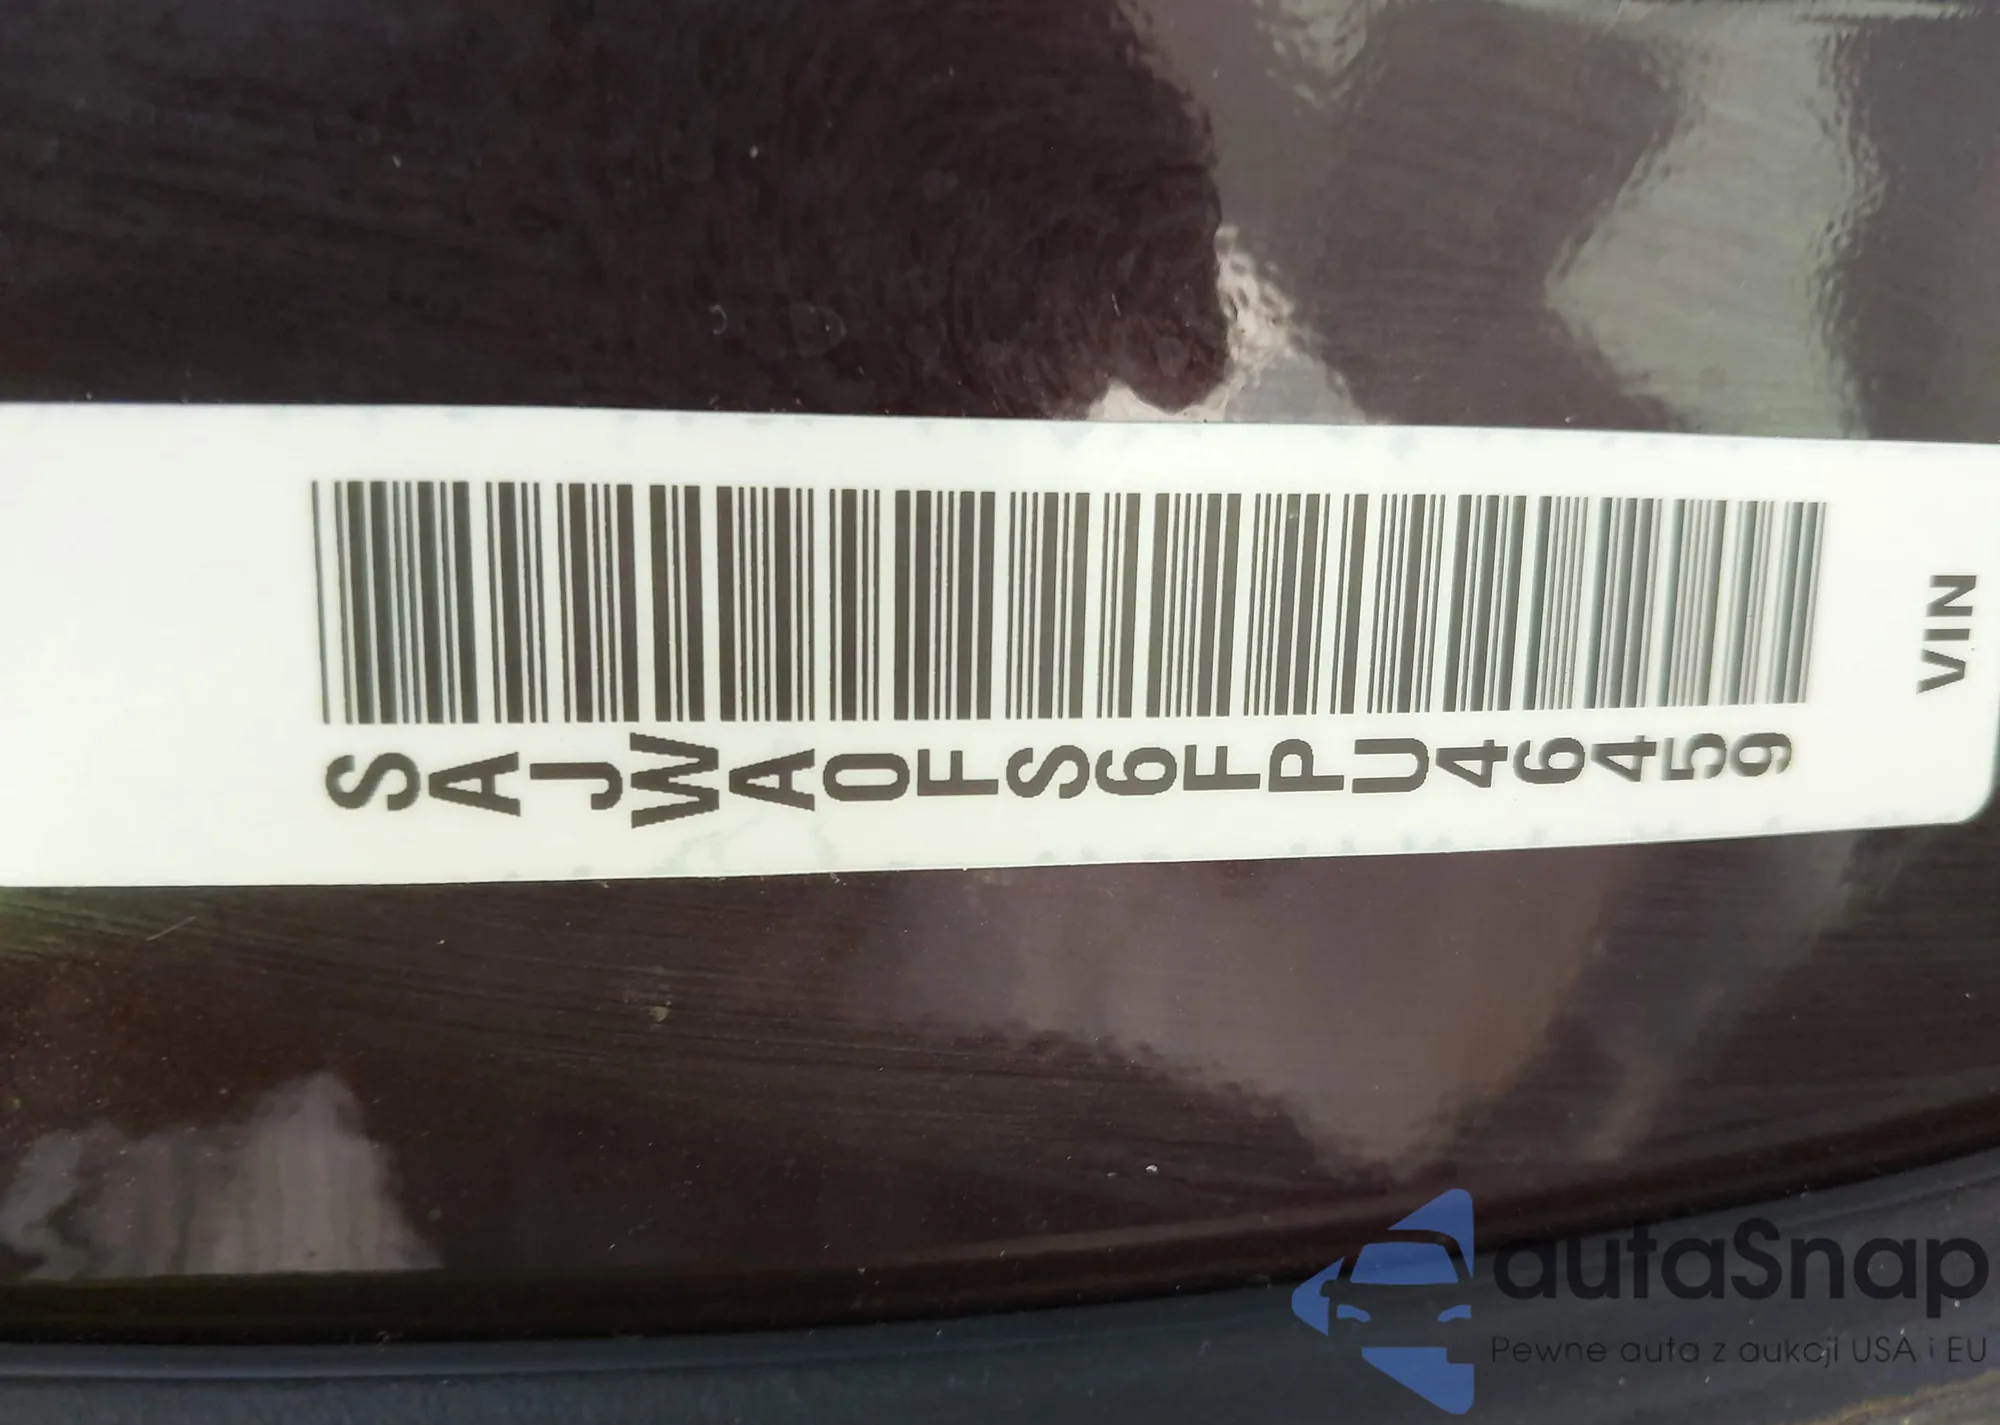 VIN
SAJWA0FS6FPU46459
autaSnap
Pewne auta z aukcji USA i EU